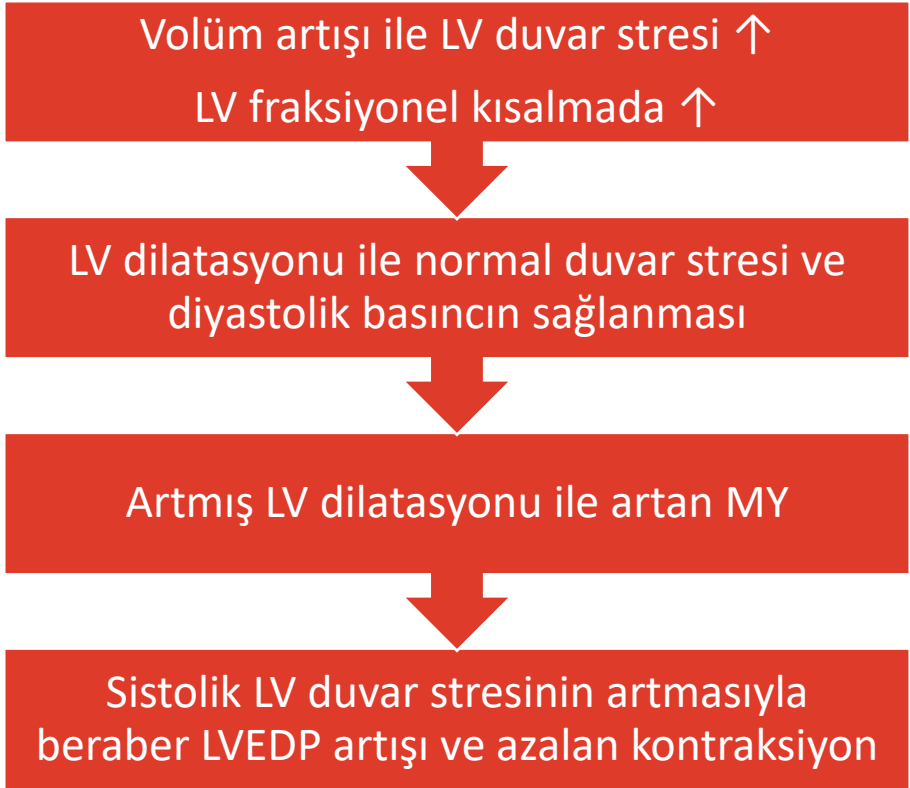 Volüm artışı ile LV duvar stresi ↑
LV fraksiyonel kısalmada ↑
LV dilatasyonu ile normal duvar stresi ve
diyastolik basıncın sağlanması
Artmış LV dilatasyonu ile artan MY
Sistolik LV duvar stresinin artmasıyla
beraber LVEDP artışı ve azalan kontraksiyon